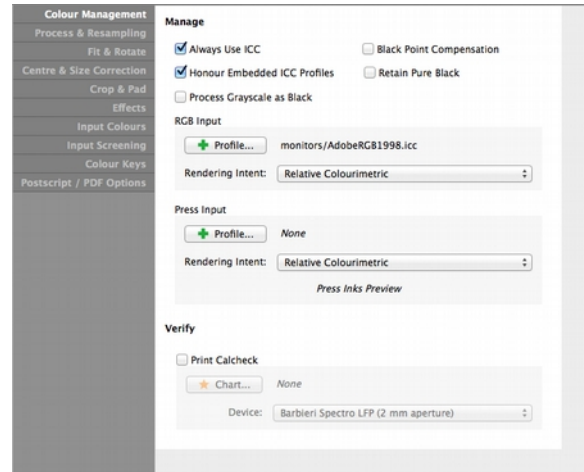 Colour Management
Process & Resampling
Fit & Rotate
Centre & Size Correction
Crop & Pad
Effects
Input Colours
Input Screening
Colour Keys
Postscript / PDF Options
Manage
Always Use ICC
Black Point Compensation
Honour Embedded ICC Profiles
Retain Pure Black
Process Grayscale as Black
RGB Input
Profile... monitors/AdobeRGB1998.icc
Rendering Intent: Relative Colourimetric
Press Input
Profile... None
Rendering Intent: Relative Colourimetric
Press Inks Preview
Verify
Print Calcheck
Chart... None
Device: Barbieri Spectro LFP (2 mm aperture)